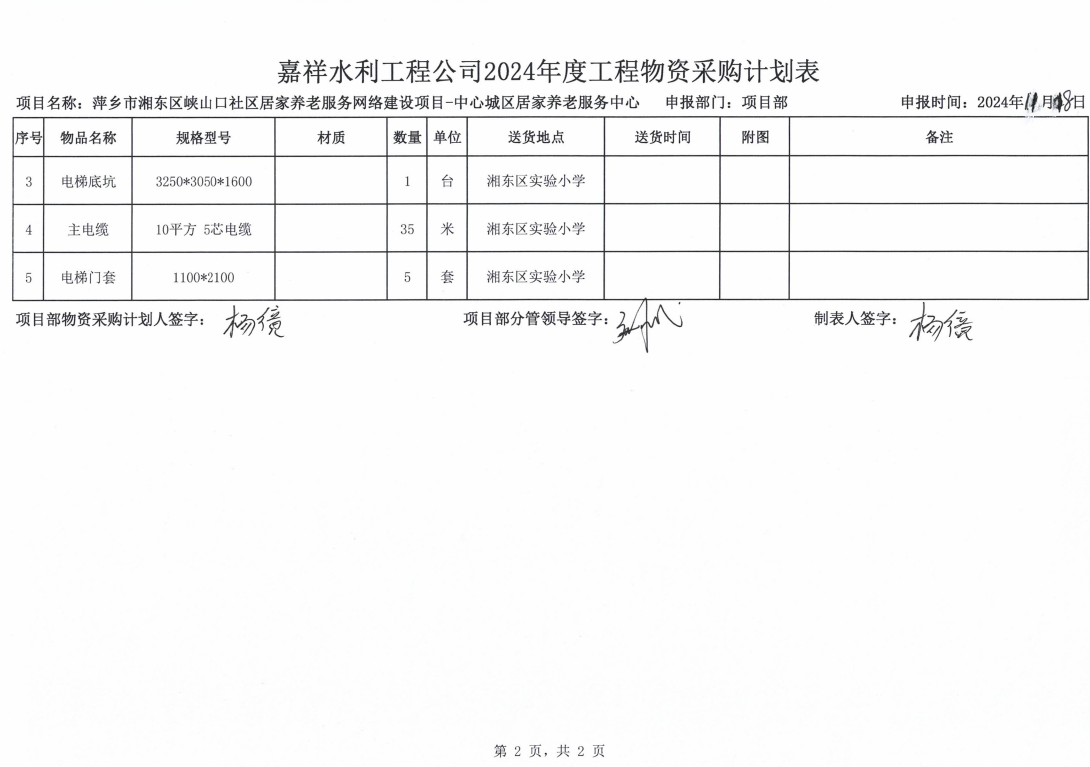 嘉祥水利工程公司2024年度工程物资采购计划表
项目名称：萍乡市湘东区峡山口社区居家养老服务网络建设项目-中心城区居家养老服务中心 申报部门：项目部 申报时间：2024年11月18日
序号 物品名称 规格型号 材质 数量 单位 送货地点 送货时间 附图 备注
3 电梯底坑 3250*3050*1600 1 台 湘东区实验小学
4 主电缆 10平方 5芯电缆 35 米 湘东区实验小学
5 电梯门套 1100*2100 5 套 湘东区实验小学
项目部物资采购计划人签字： 项目部分管领导签字： 制表人签字：
第 2 页，共 2 页